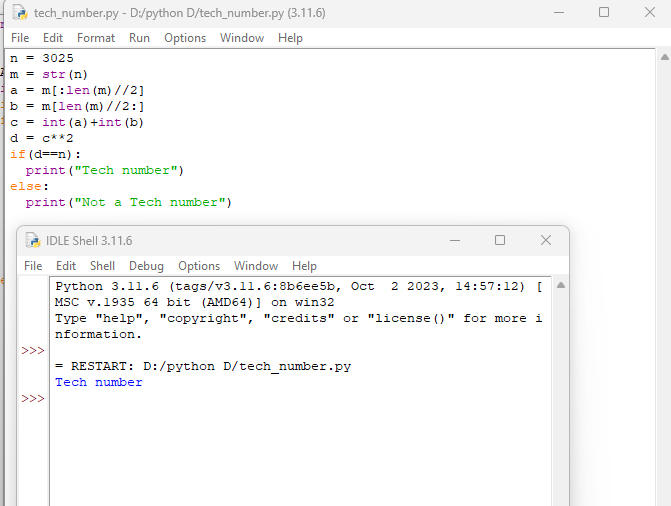 tech_number.py - D:/python D/tech_number.py (3.11.6)
File Edit Format Run Options Window Help
n = 3025
m = str(n)
a = m[:len(m)//2]
b = m[len(m)//2:]
c = int(a)+int(b)
d = c**2
if(d==n):
  print("Tech number")
else:
  print("Not a Tech number")
IDLE Shell 3.11.6
File Edit Shell Debug Options Window Help
Python 3.11.6 (tags/v3.11.6:8b6ee5b, Oct  2 2023, 14:57:12) [
MSC v.1935 64 bit (AMD64)] on win32
Type "help", "copyright", "credits" or "license()" for more i
nformation.
>>>
= RESTART: D:/python D/tech_number.py
Tech number
>>>